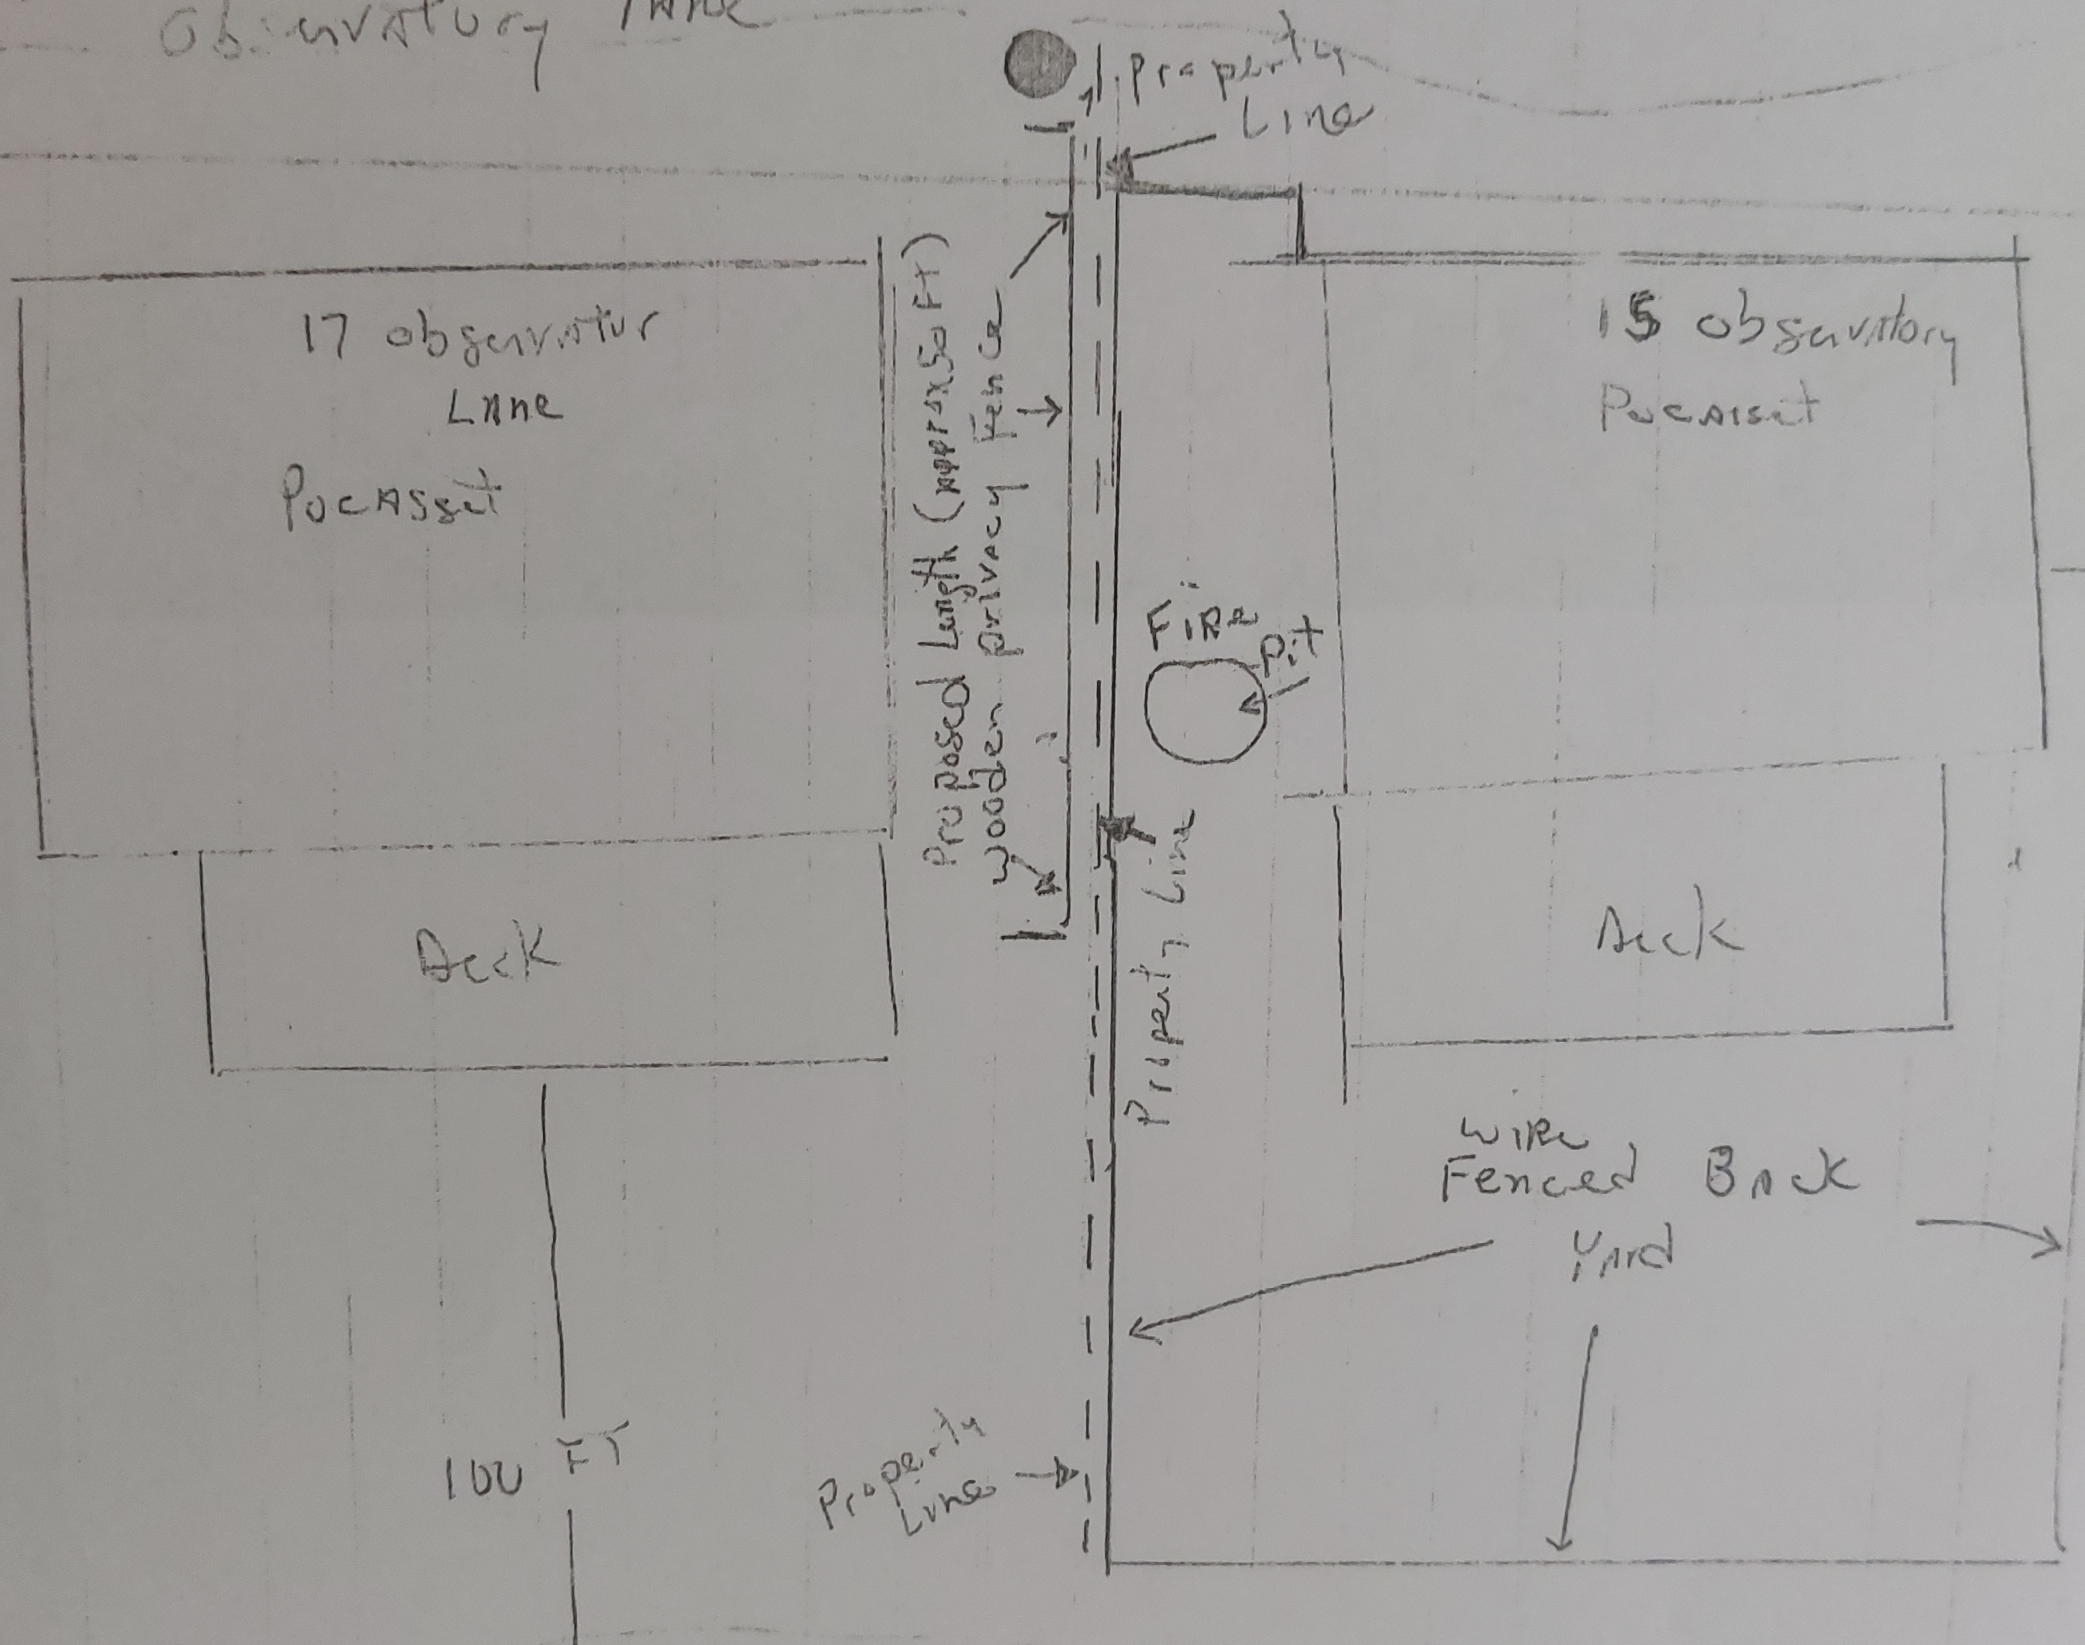 Observatory Lane
Property
Line
17 Observatur
Lane
Pocasset
15 Observatory
Pocasset
Proposed Length (approx 50 FT)
wooden privacy Fence
Fire
Pit
Property Line
Deck
Deck
Wire
Fenced Back
Yard
100 FT
Property
Line